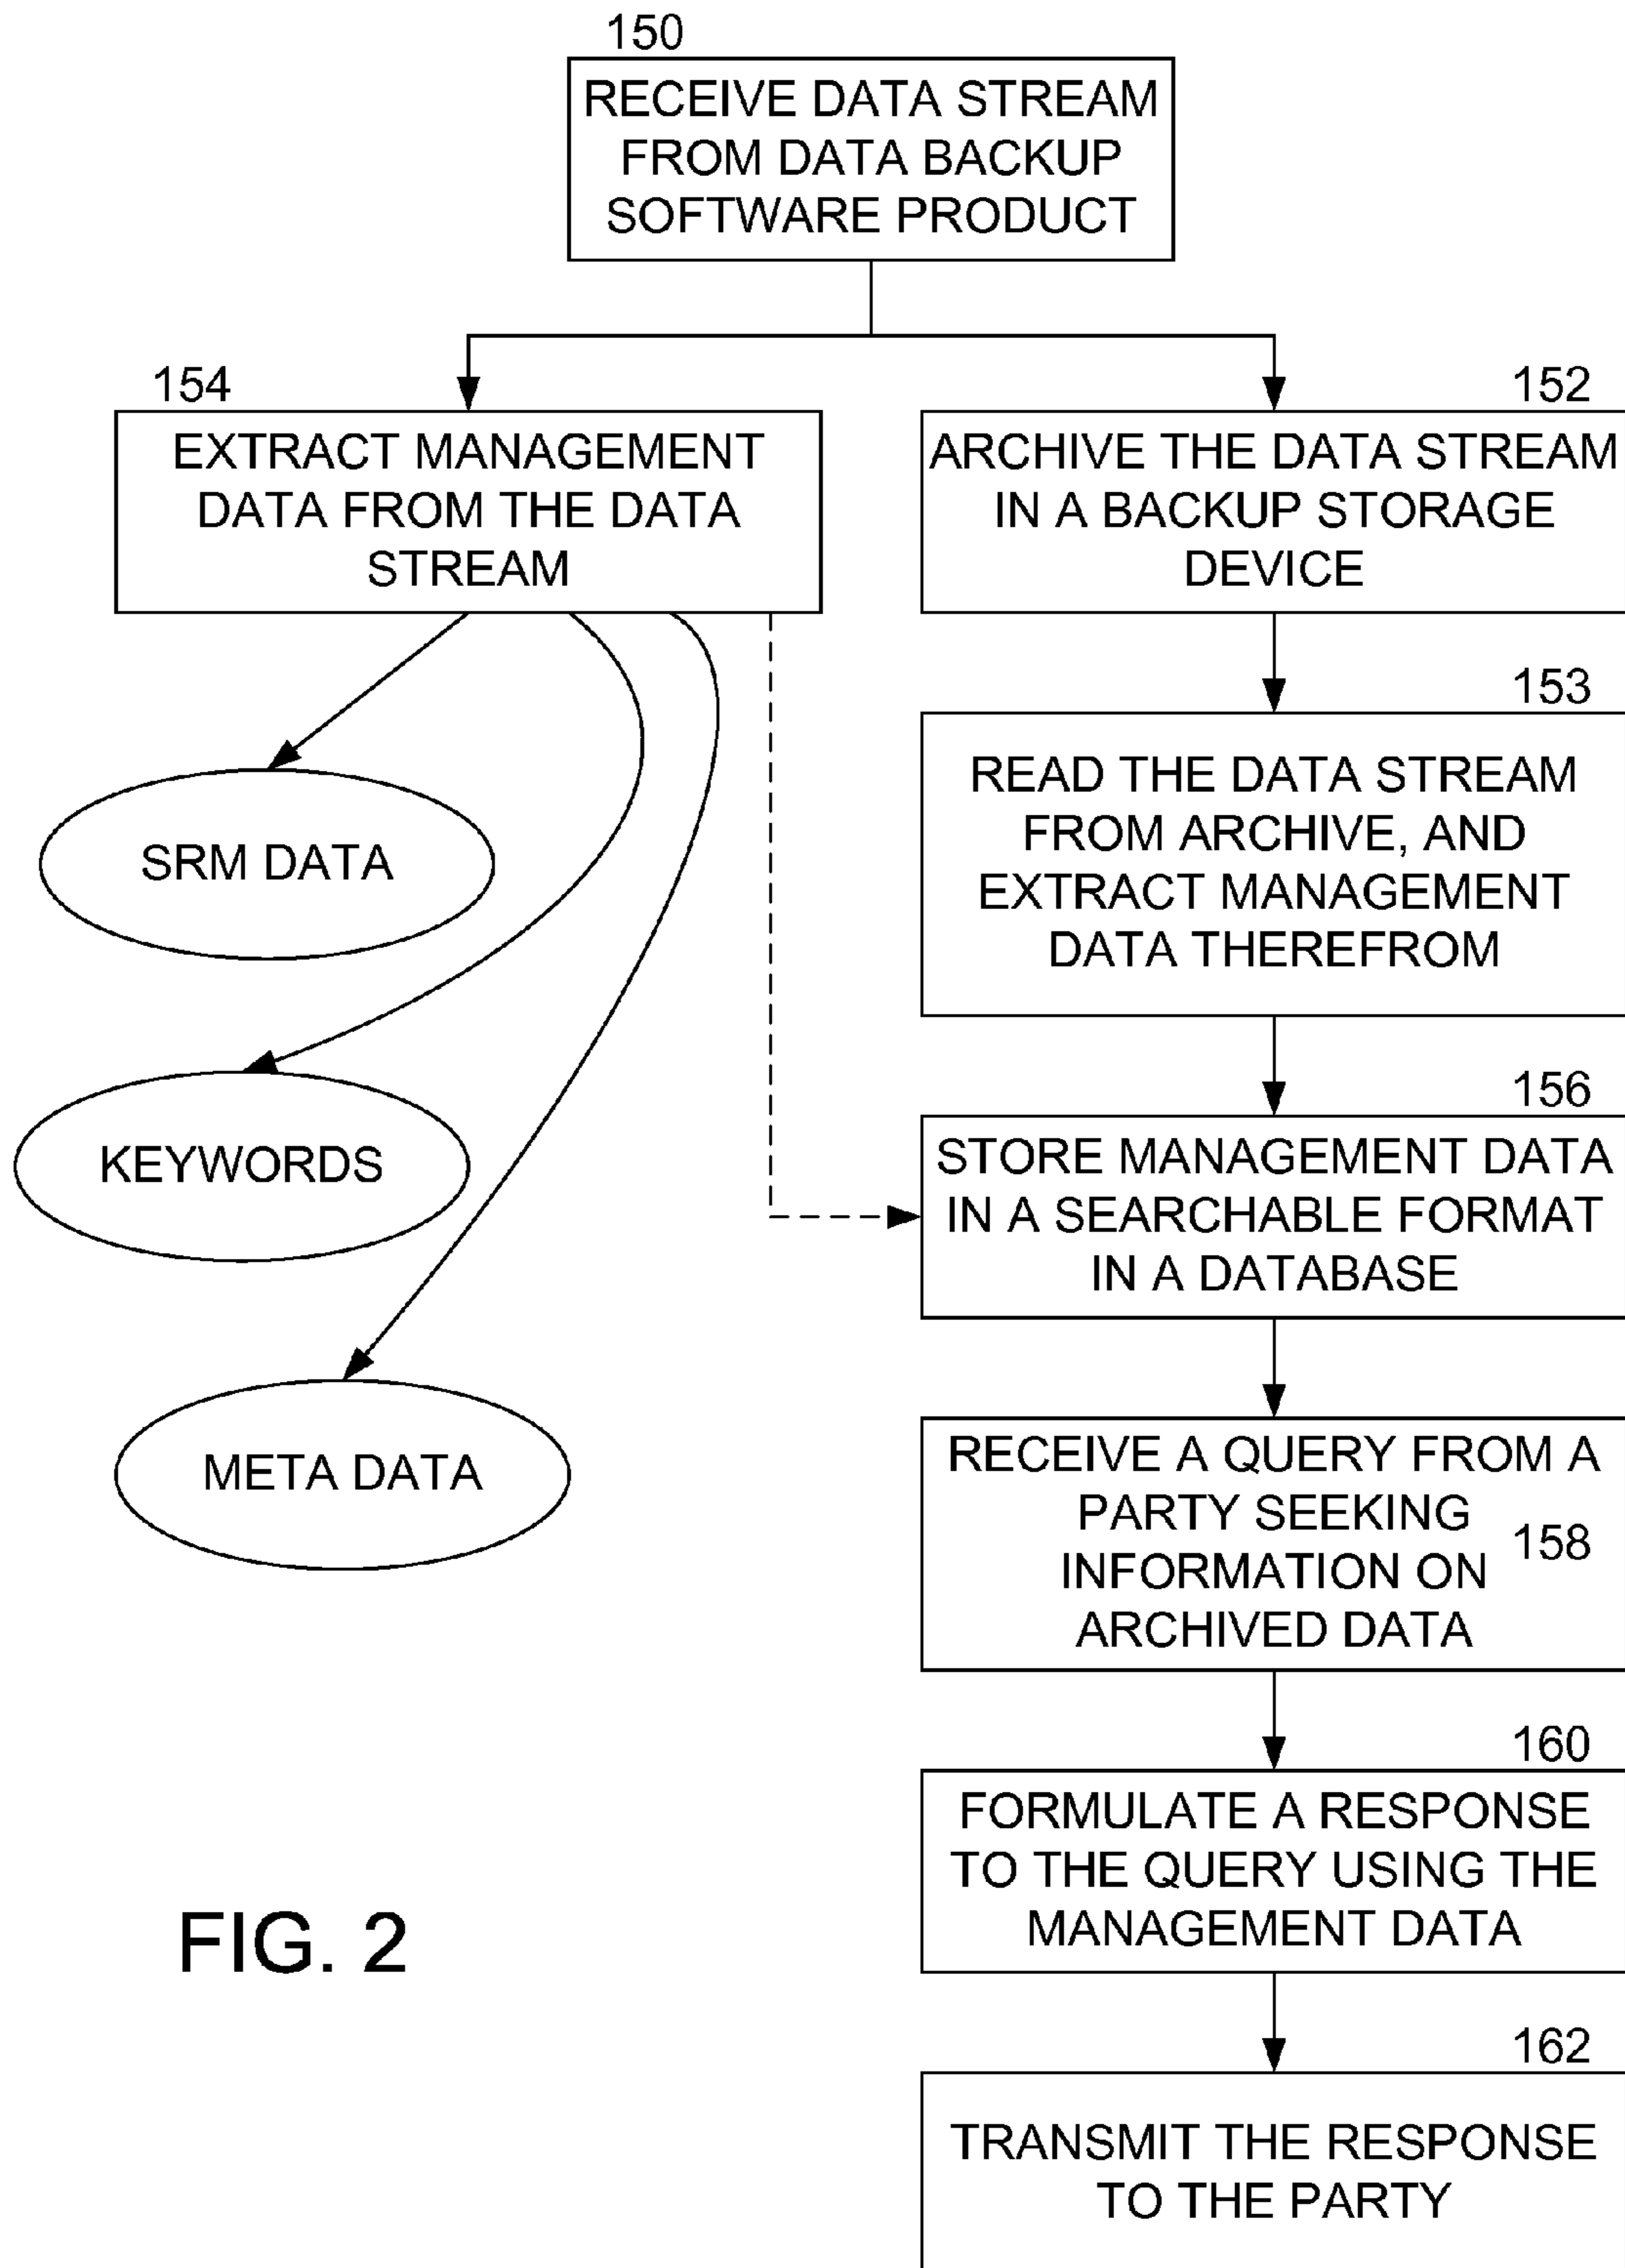 150
RECEIVE DATA STREAM
FROM DATA BACKUP
SOFTWARE PRODUCT
154
EXTRACT MANAGEMENT
DATA FROM THE DATA
STREAM
152
ARCHIVE THE DATA STREAM
IN A BACKUP STORAGE
DEVICE
153
READ THE DATA STREAM
FROM ARCHIVE, AND
EXTRACT MANAGEMENT
DATA THEREFROM
SRM DATA
KEYWORDS
META DATA
156
STORE MANAGEMENT DATA
IN A SEARCHABLE FORMAT
IN A DATABASE
RECEIVE A QUERY FROM A
PARTY SEEKING
158
INFORMATION ON
ARCHIVED DATA
160
FORMULATE A RESPONSE
TO THE QUERY USING THE
MANAGEMENT DATA
162
TRANSMIT THE RESPONSE
TO THE PARTY
FIG. 2